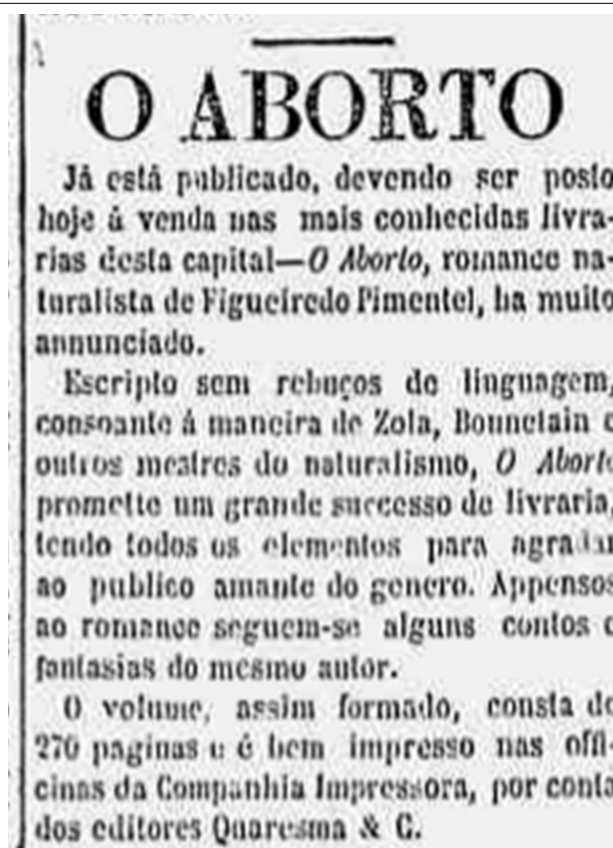 O ABORTO
Já está publicado, devendo ser posto
hoje á venda nas mais conhecidas livra-
rias desta capital—O Aborto, romance na-
turalista de Figueiredo Pimentel, ha muito
annunciado.
Escripto sem rebuços de linguagem,
consoante á maneira de Zola, Bonnetain e
outros mestres do naturalismo, O Aborto
promette um grande successo de livraria,
tendo todos os elementos para agradar
ao publico amante do genero. Appensos
ao romance seguem-se alguns contos e
fantasias do mesmo autor.
O volume, assim formado, consta de
270 paginas e é bem impresso nas offi-
cinas da Companhia Impressora, por conta
dos editores Quaresma & C.